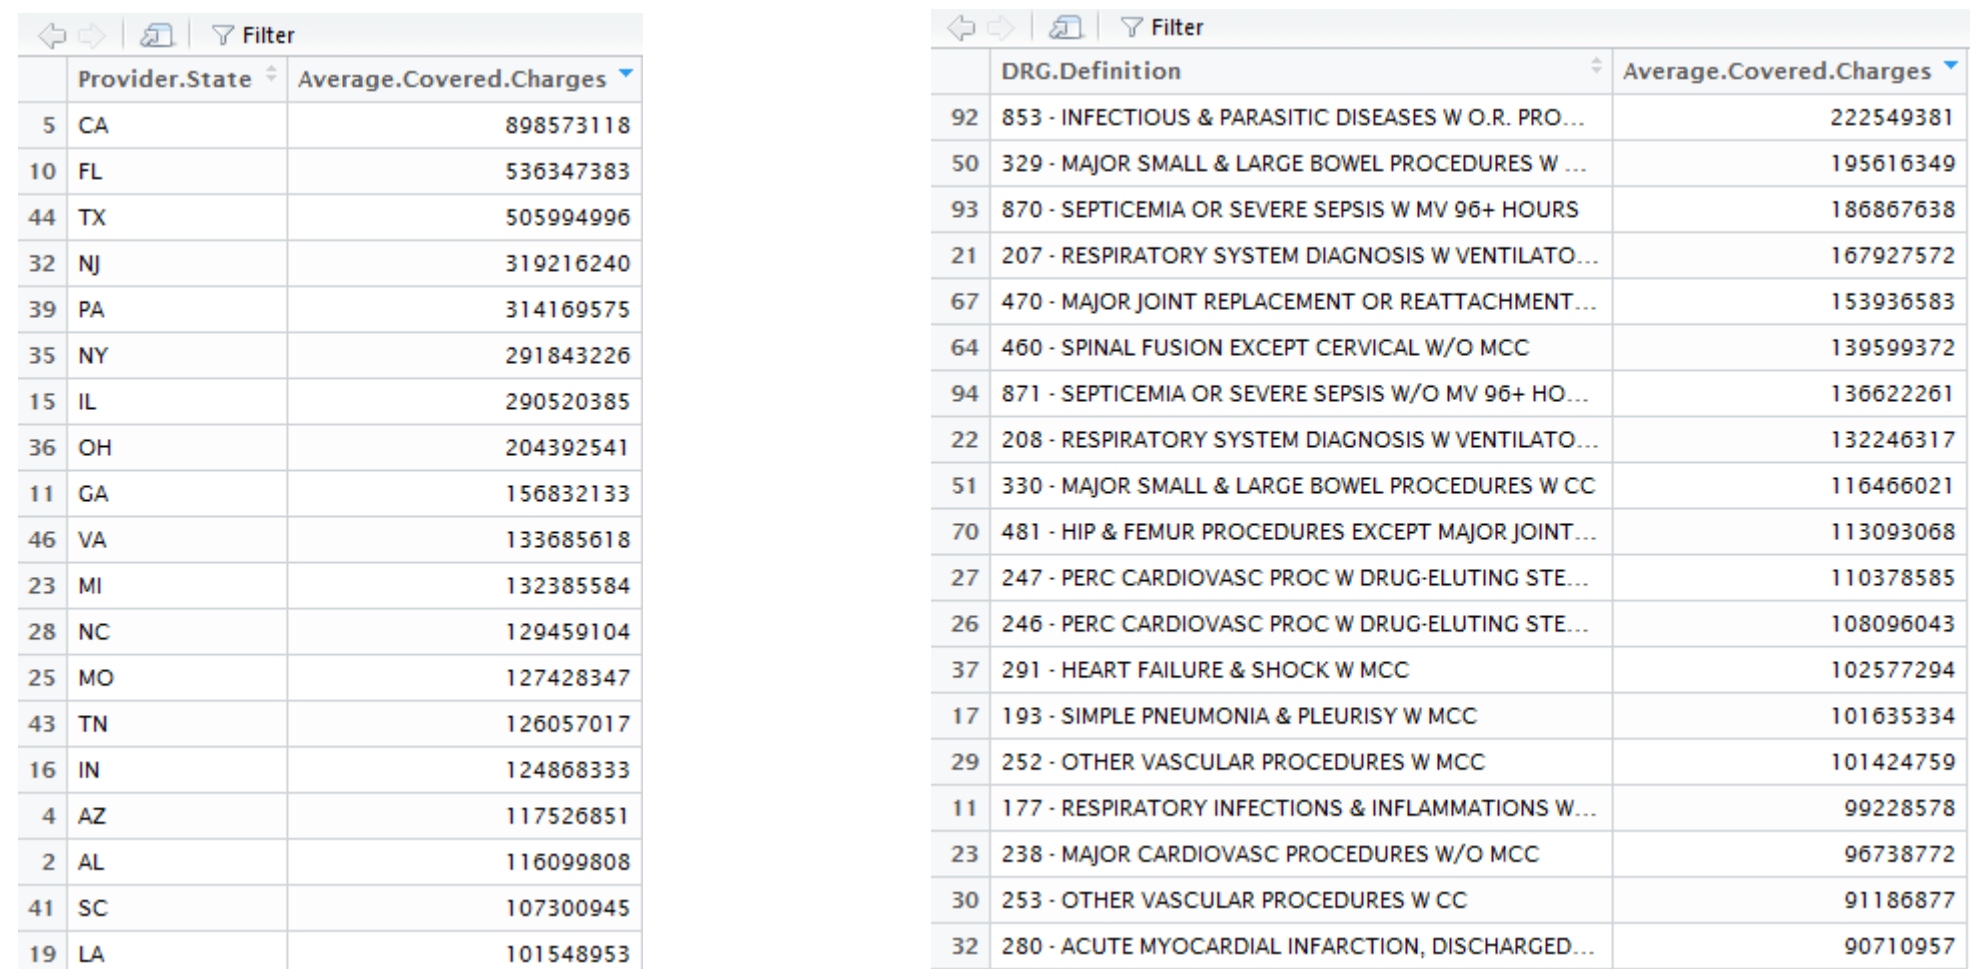 Filter
Provider.State Average.Covered.Charges
5 CA 898573118
10 FL 536347383
44 TX 505994996
32 NJ 319216240
39 PA 314169575
35 NY 291843226
15 IL 290520385
36 OH 204392541
11 GA 156832133
46 VA 133685618
23 MI 132385584
28 NC 129459104
25 MO 127428347
43 TN 126057017
16 IN 124868333
4 AZ 117526851
2 AL 116099808
41 SC 107300945
19 LA 101548953
Filter
DRG.Definition Average.Covered.Charges
92 853 - INFECTIOUS & PARASITIC DISEASES W O.R. PRO... 222549381
50 329 - MAJOR SMALL & LARGE BOWEL PROCEDURES W ... 195616349
93 870 - SEPTICEMIA OR SEVERE SEPSIS W MV 96+ HOURS 186867638
21 207 - RESPIRATORY SYSTEM DIAGNOSIS W VENTILATO... 167927572
67 470 - MAJOR JOINT REPLACEMENT OR REATTACHMENT... 153936583
64 460 - SPINAL FUSION EXCEPT CERVICAL W/O MCC 139599372
94 871 - SEPTICEMIA OR SEVERE SEPSIS W/O MV 96+ HO... 136622261
22 208 - RESPIRATORY SYSTEM DIAGNOSIS W VENTILATO... 132246317
51 330 - MAJOR SMALL & LARGE BOWEL PROCEDURES W CC 116466021
70 481 - HIP & FEMUR PROCEDURES EXCEPT MAJOR JOINT... 113093068
27 247 - PERC CARDIOVASC PROC W DRUG-ELUTING STE... 110378585
26 246 - PERC CARDIOVASC PROC W DRUG-ELUTING STE... 108096043
37 291 - HEART FAILURE & SHOCK W MCC 102577294
17 193 - SIMPLE PNEUMONIA & PLEURISY W MCC 101635334
29 252 - OTHER VASCULAR PROCEDURES W MCC 101424759
11 177 - RESPIRATORY INFECTIONS & INFLAMMATIONS W... 99228578
23 238 - MAJOR CARDIOVASC PROCEDURES W/O MCC 96738772
30 253 - OTHER VASCULAR PROCEDURES W CC 91186877
32 280 - ACUTE MYOCARDIAL INFARCTION, DISCHARGED... 90710957